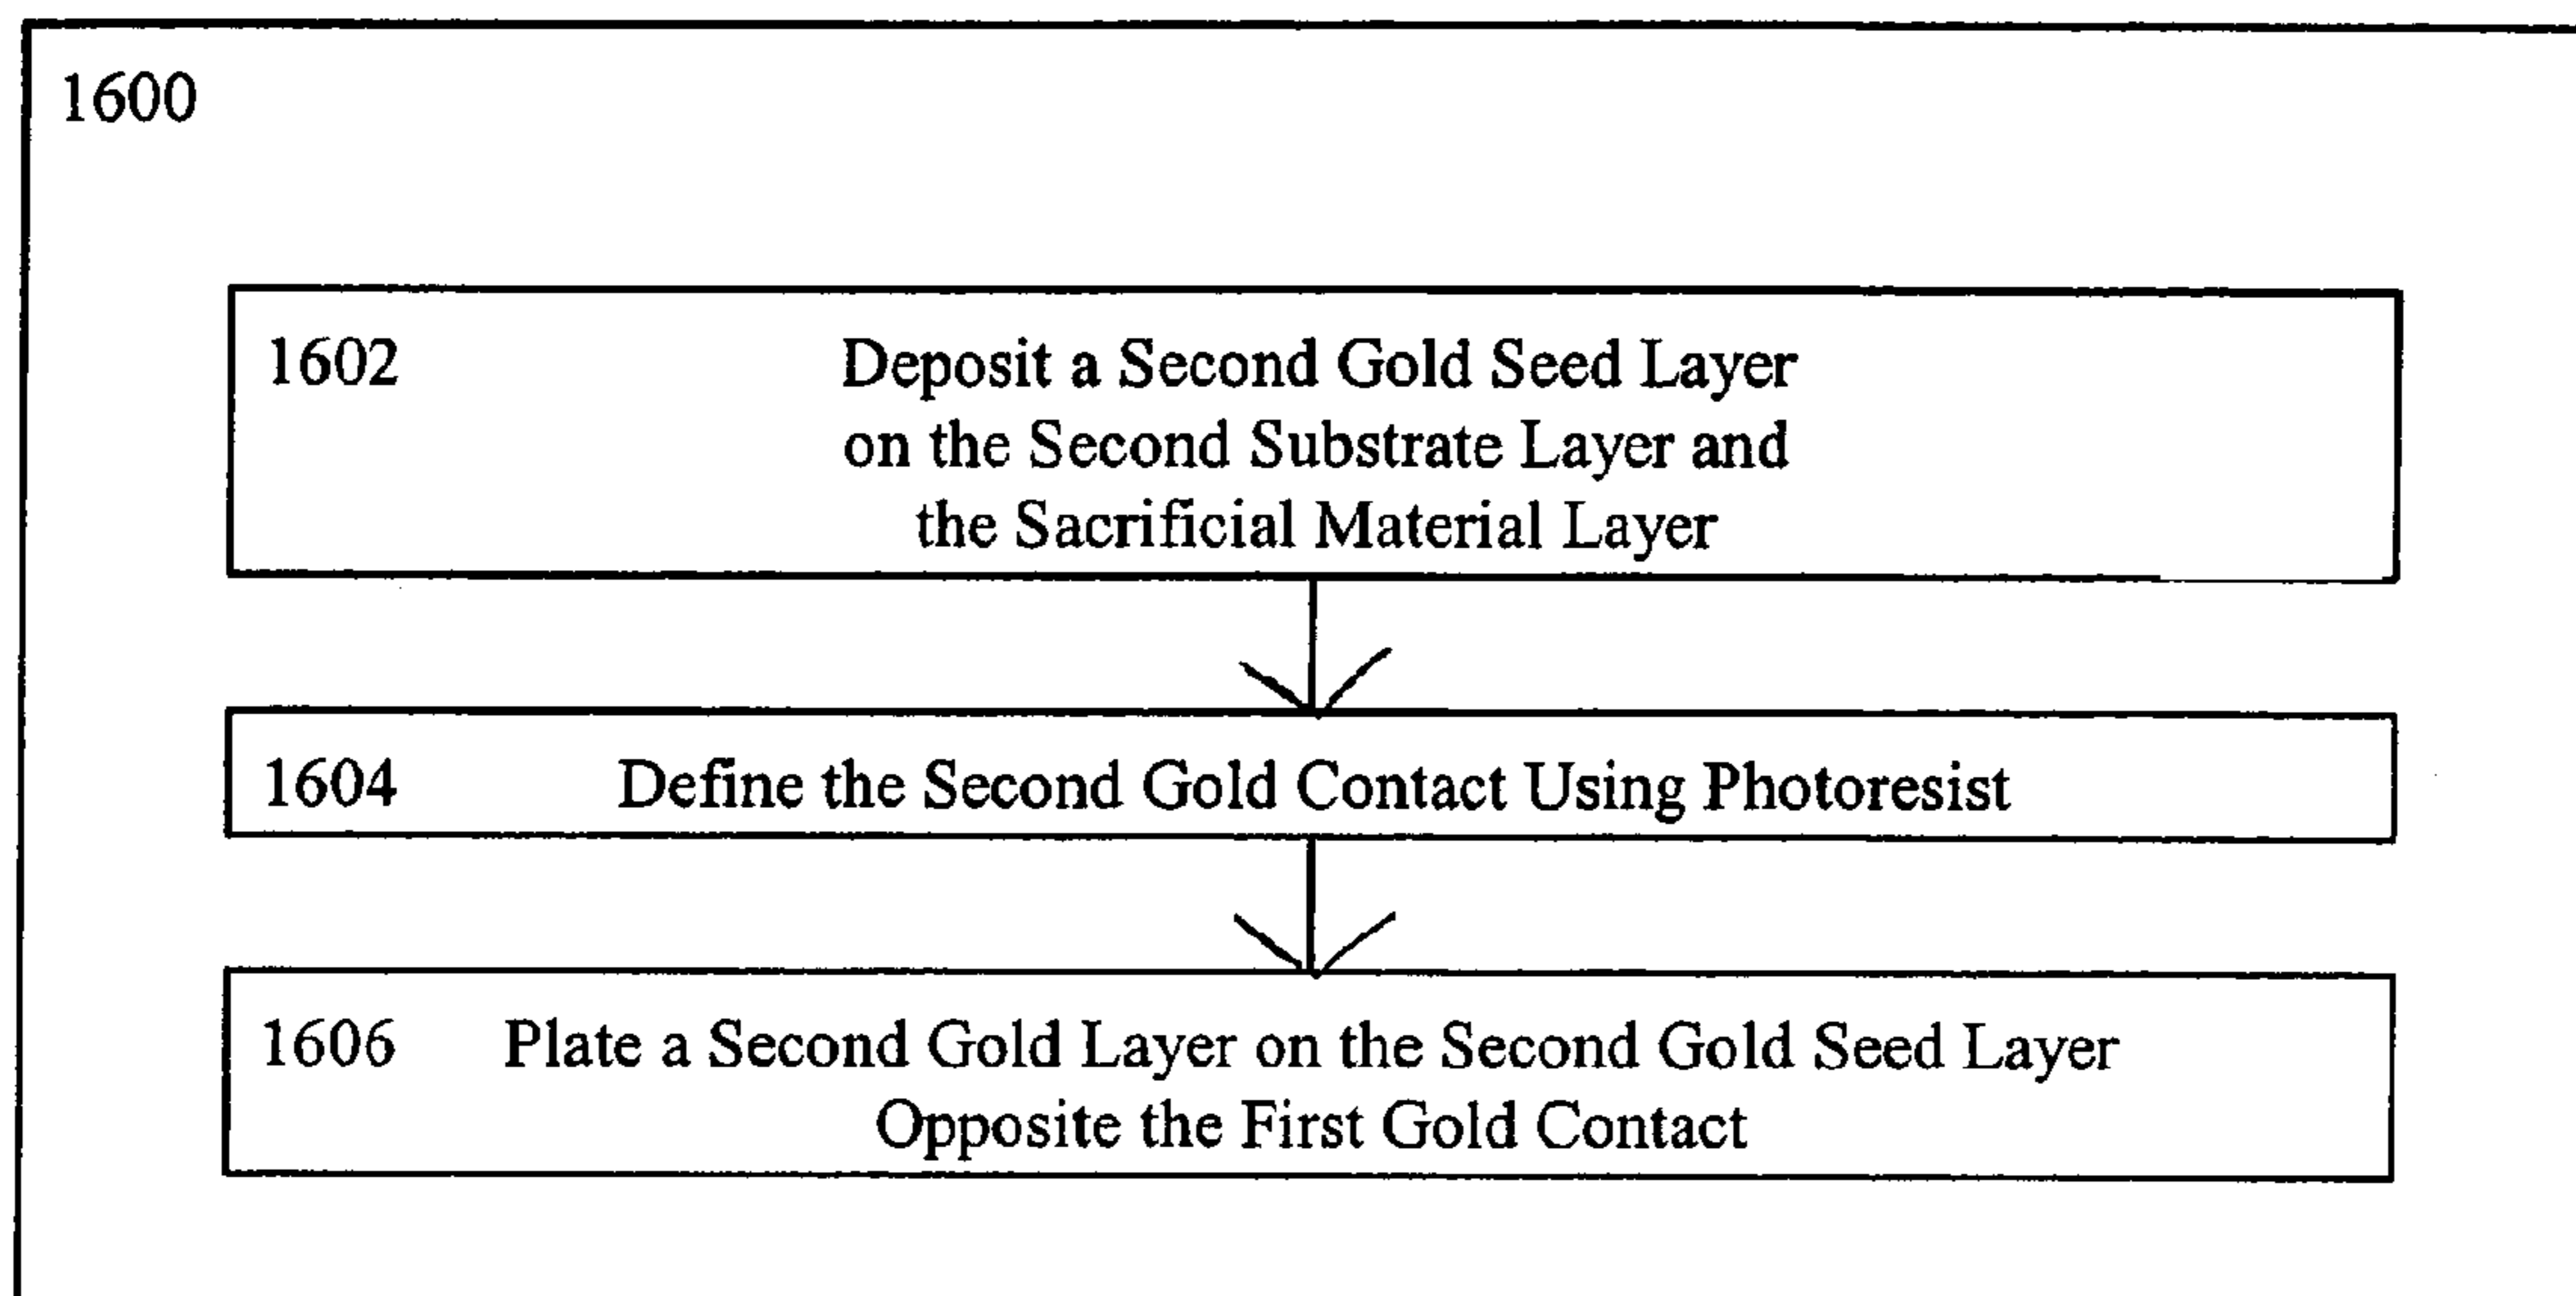 1600
1602 Deposit a Second Gold Seed Layer
on the Second Substrate Layer and
the Sacrificial Material Layer
1604 Define the Second Gold Contact Using Photoresist
1606 Plate a Second Gold Layer on the Second Gold Seed Layer
Opposite the First Gold Contact